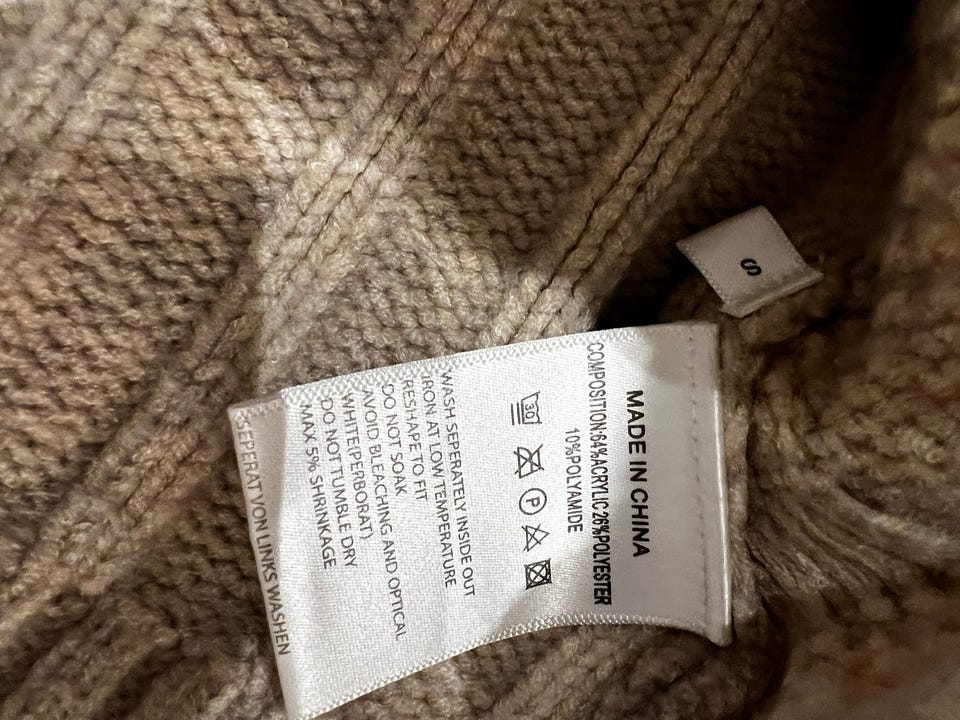 S
MADE IN CHINA
COMPOSITION:64%ACRYLIC 26%POLYESTER
10%POLYAMIDE
30 P
WASH SEPERATELY INSIDE OUT
IRON AT LOW TEMPERATURE
RESHAPE TO FIT
DO NOT SOAK
AVOID BLEACHING AND OPTICAL
WHITE(PERBORAT)
DO NOT TUMBLE DRY
MAX 5% SHRINKAGE
SEPERAT VON LINKS WASHEN